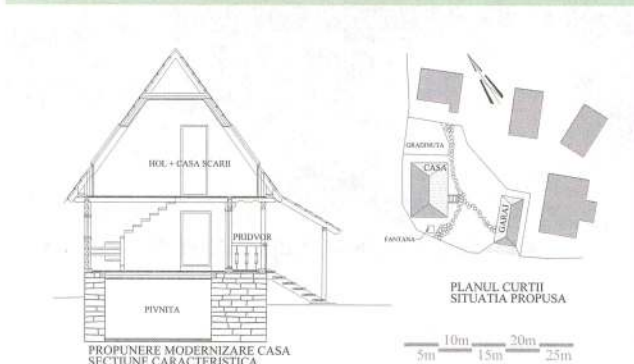 HOL + CASA SCARII
PRIDVOR
PIVNITA
PROPUNERE MODERNIZARE CASA
SECTIUNE CARACTERISTICA
GRADINUTA
CASA
GARAJ
FANTANA
PLANUL CURTII
SITUATIA PROPUSA
10m 20m
5m 15m 25m